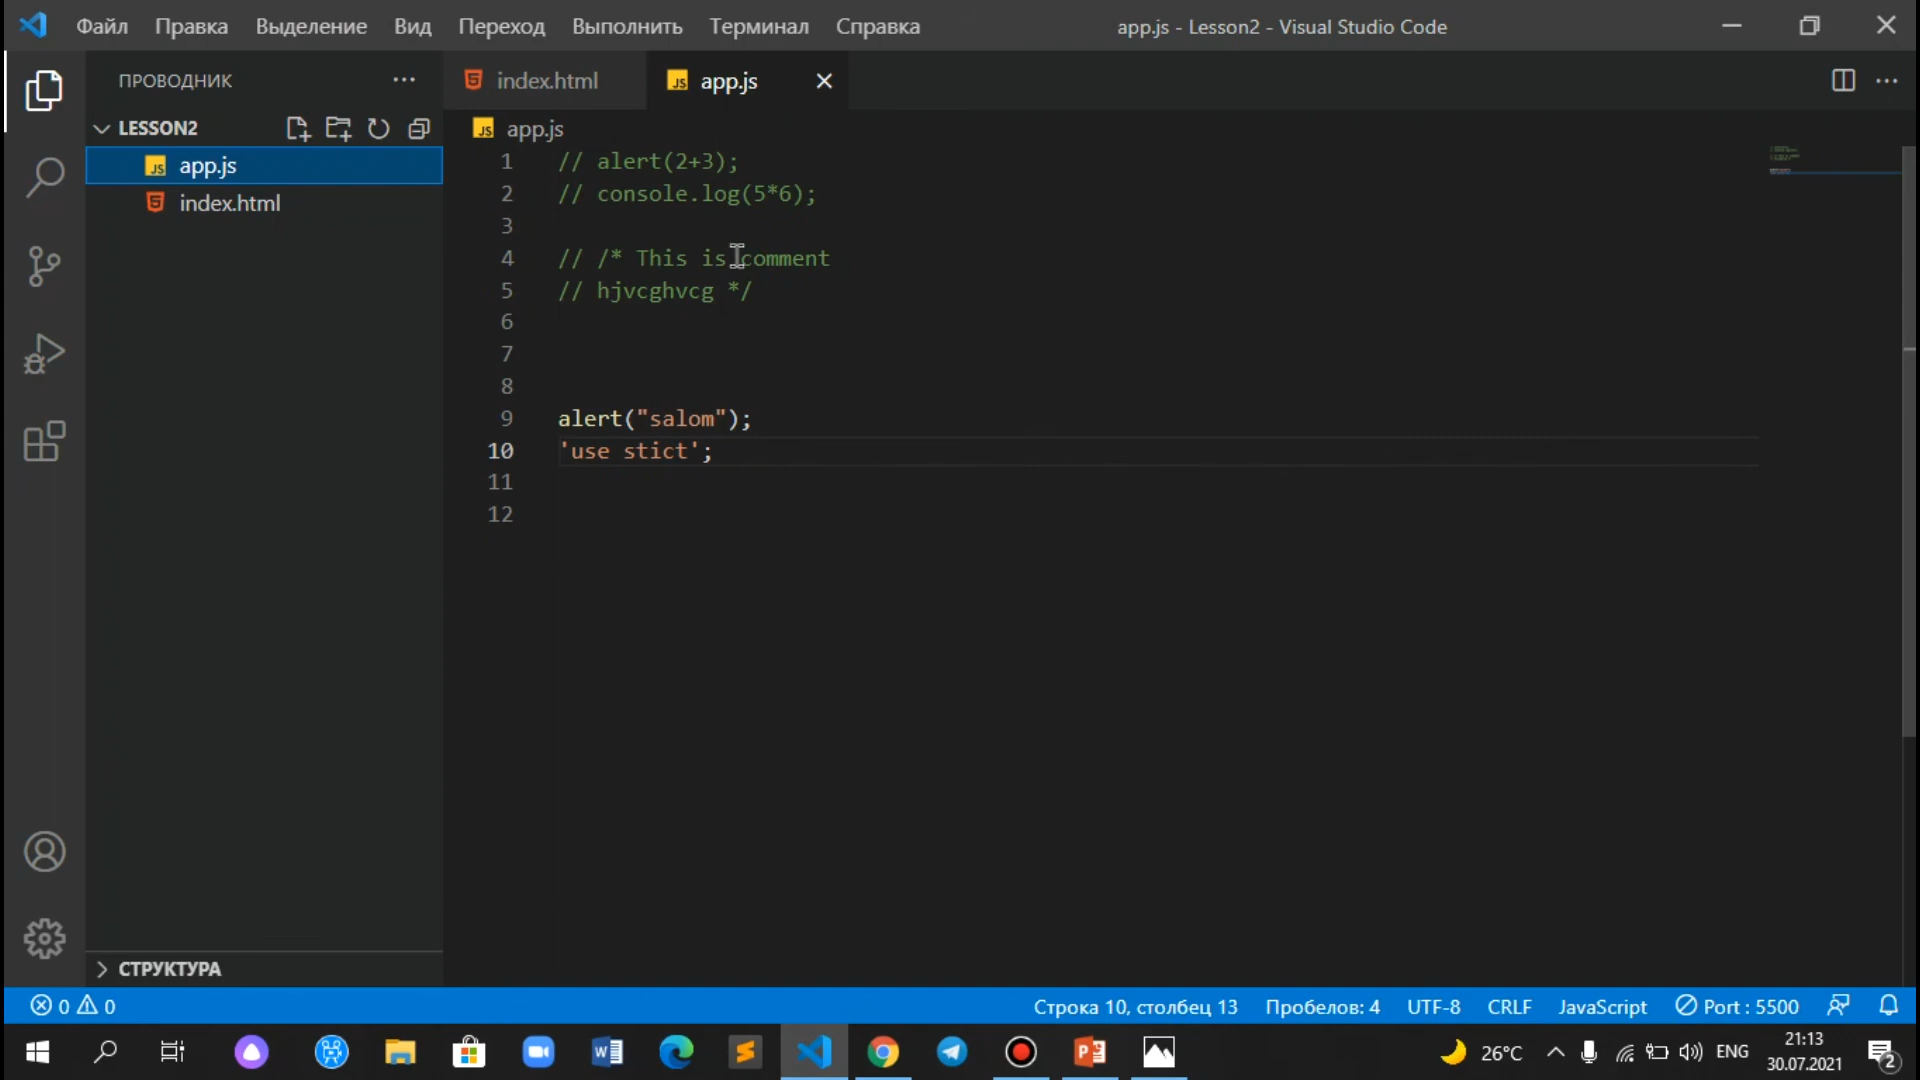 Файл Правка Выделение Вид Переход Выполнить Терминал Справка app.js - Lesson2 - Visual Studio Code
ПРОВОДНИК
index.html
JS app.js
LESSON2
JS app.js
JS app.js
index.html
1 // alert(2+3);
2 // console.log(5*6);
3
4 // /* This is comment
5 // hjvcghvcg */
6
7
8
9 alert("salom");
10 'use stict';
11
12
СТРУКТУРА
0 0 Строка 10, столбец 13 Пробелов: 4 UTF-8 CRLF JavaScript Port : 5500
26°C ENG 21:13
30.07.2021
2